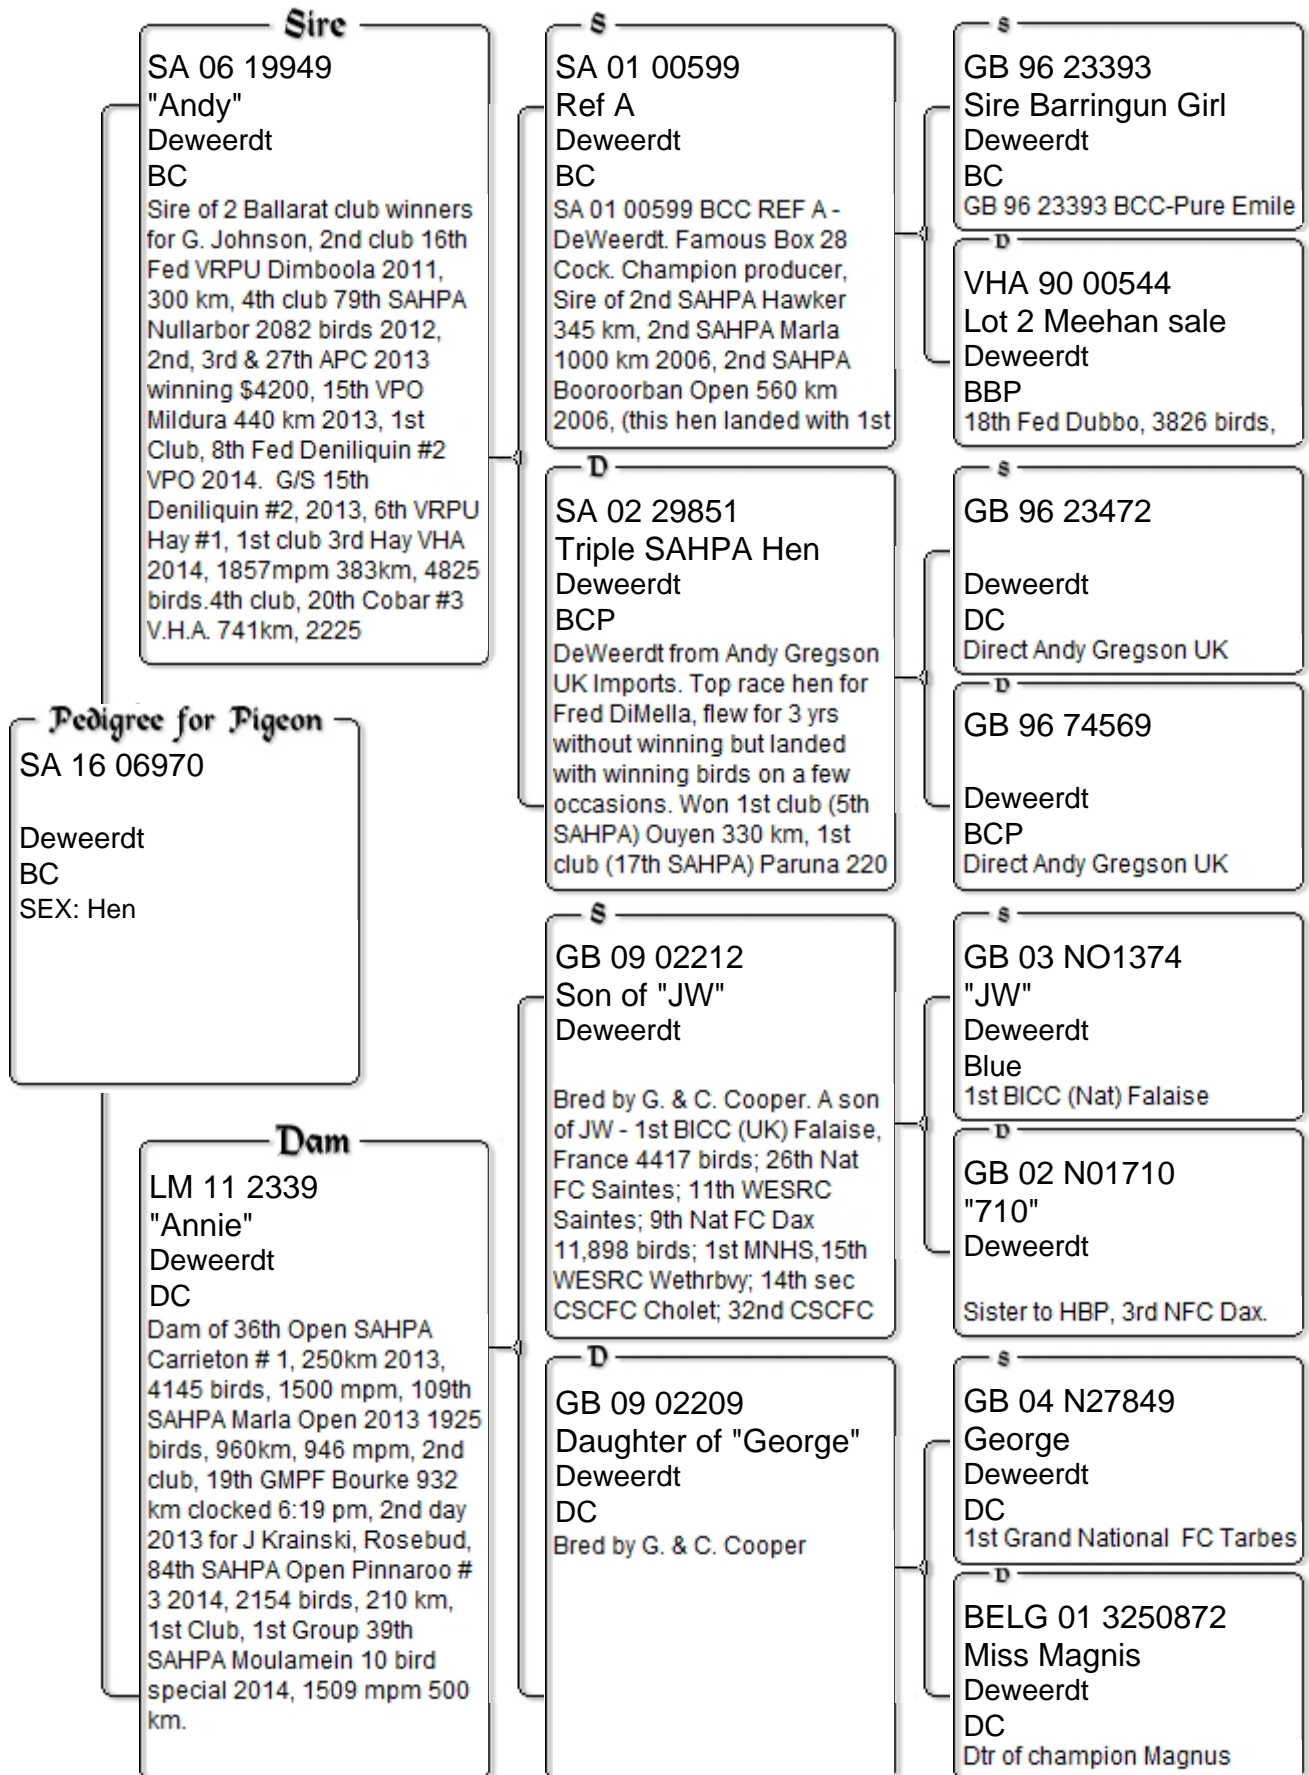 Sire
SA 06 19949
"Andy"
Deweerdt
BC
Sire of 2 Ballarat club winners
for G. Johnson, 2nd club 16th
Fed VRPU Dimboola 2011,
300 km, 4th club 79th SAHPA
Nullarbor 2082 birds 2012,
2nd, 3rd & 27th APC 2013
winning $4200, 15th VPO
Mildura 440 km 2013, 1st
Club, 8th Fed Deniliquin #2
VPO 2014.  G/S 15th
Deniliquin #2, 2013, 6th VRPU
Hay #1, 1st club 3rd Hay VHA
2014, 1857mpm 383km, 4825
birds.4th club, 20th Cobar #3
V.H.A. 741km, 2225
Pedigree for Pigeon
SA 16 06970
Deweerdt
BC
SEX: Hen
Dam
LM 11 2339
"Annie"
Deweerdt
DC
Dam of 36th Open SAHPA
Carrieton # 1, 250km 2013,
4145 birds, 1500 mpm, 109th
SAHPA Marla Open 2013 1925
birds, 960km, 946 mpm, 2nd
club, 19th GMPF Bourke 932
km clocked 6:19 pm, 2nd day
2013 for J Krainski, Rosebud,
84th SAHPA Open Pinnaroo #
3 2014, 2154 birds, 210 km,
1st Club, 1st Group 39th
SAHPA Moulamein 10 bird
special 2014, 1509 mpm 500
km.
S
SA 01 00599
Ref A
Deweerdt
BC
SA 01 00599 BCC REF A -
DeWeerdt. Famous Box 28
Cock. Champion producer,
Sire of 2nd SAHPA Hawker
345 km, 2nd SAHPA Marla
1000 km 2006, 2nd SAHPA
Booroorban Open 560 km
2006, (this hen landed with 1st
D
SA 02 29851
Triple SAHPA Hen
Deweerdt
BCP
DeWeerdt from Andy Gregson
UK Imports. Top race hen for
Fred DiMella, flew for 3 yrs
without winning but landed
with winning birds on a few
occasions. Won 1st club (5th
SAHPA) Ouyen 330 km, 1st
club (17th SAHPA) Paruna 220
S
GB 09 02212
Son of "JW"
Deweerdt
Bred by G. & C. Cooper. A son
of JW - 1st BICC (UK) Falaise,
France 4417 birds; 26th Nat
FC Saintes; 11th WESRC
Saintes; 9th Nat FC Dax
11,898 birds; 1st MNHS,15th
WESRC Wethrbvy; 14th sec
CSCFC Cholet; 32nd CSCFC
D
GB 09 02209
Daughter of "George"
Deweerdt
DC
Bred by G. & C. Cooper
S
GB 96 23393
Sire Barringun Girl
Deweerdt
BC
GB 96 23393 BCC-Pure Emile
D
VHA 90 00544
Lot 2 Meehan sale
Deweerdt
BBP
18th Fed Dubbo, 3826 birds,
S
GB 96 23472
Deweerdt
DC
Direct Andy Gregson UK
D
GB 96 74569
Deweerdt
BCP
Direct Andy Gregson UK
S
GB 03 NO1374
"JW"
Deweerdt
Blue
1st BICC (Nat) Falaise
D
GB 02 N01710
"710"
Deweerdt
Sister to HBP, 3rd NFC Dax.
S
GB 04 N27849
George
Deweerdt
DC
1st Grand National  FC Tarbes
D
BELG 01 3250872
Miss Magnis
Deweerdt
DC
Dtr of champion Magnus